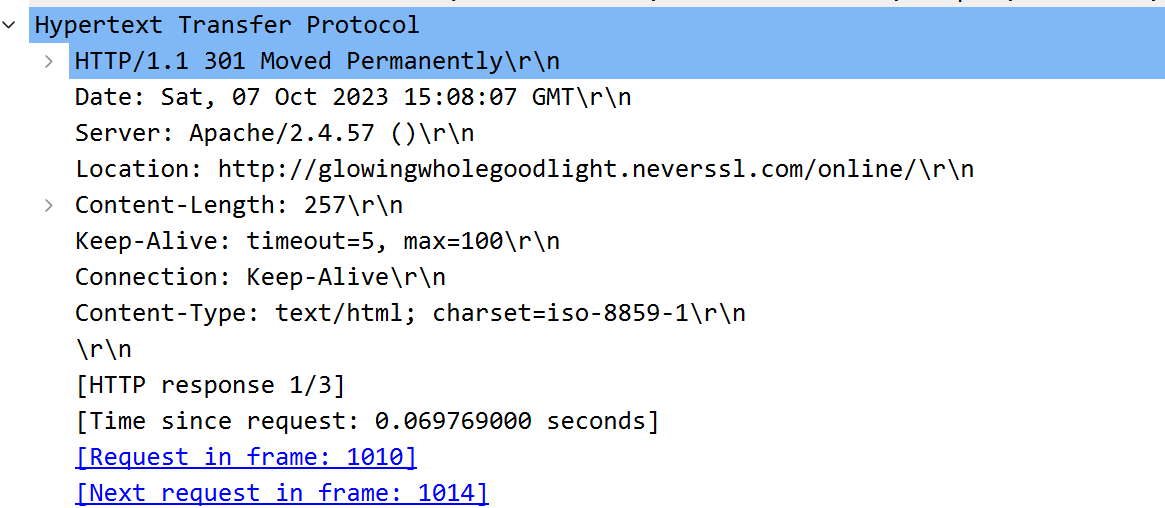 Hypertext Transfer Protocol
HTTP/1.1 301 Moved Permanently\r\n
Date: Sat, 07 Oct 2023 15:08:07 GMT\r\n
Server: Apache/2.4.57 ()\r\n
Location: http://glowingwholegoodlight.neverssl.com/online/\r\n
Content-Length: 257\r\n
Keep-Alive: timeout=5, max=100\r\n
Connection: Keep-Alive\r\n
Content-Type: text/html; charset=iso-8859-1\r\n
\r\n
[HTTP response 1/3]
[Time since request: 0.069769000 seconds]
[Request in frame: 1010]
[Next request in frame: 1014]